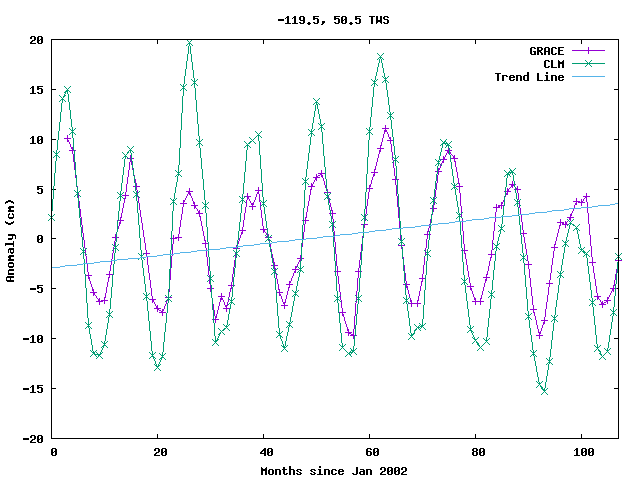 -119.5, 50.5 TWS
GRACE
CLM
Trend Line
20
15
10
5
0
-5
-10
-15
-20
Anomaly (cm)
0 20 40 60 80 100
Months since Jan 2002